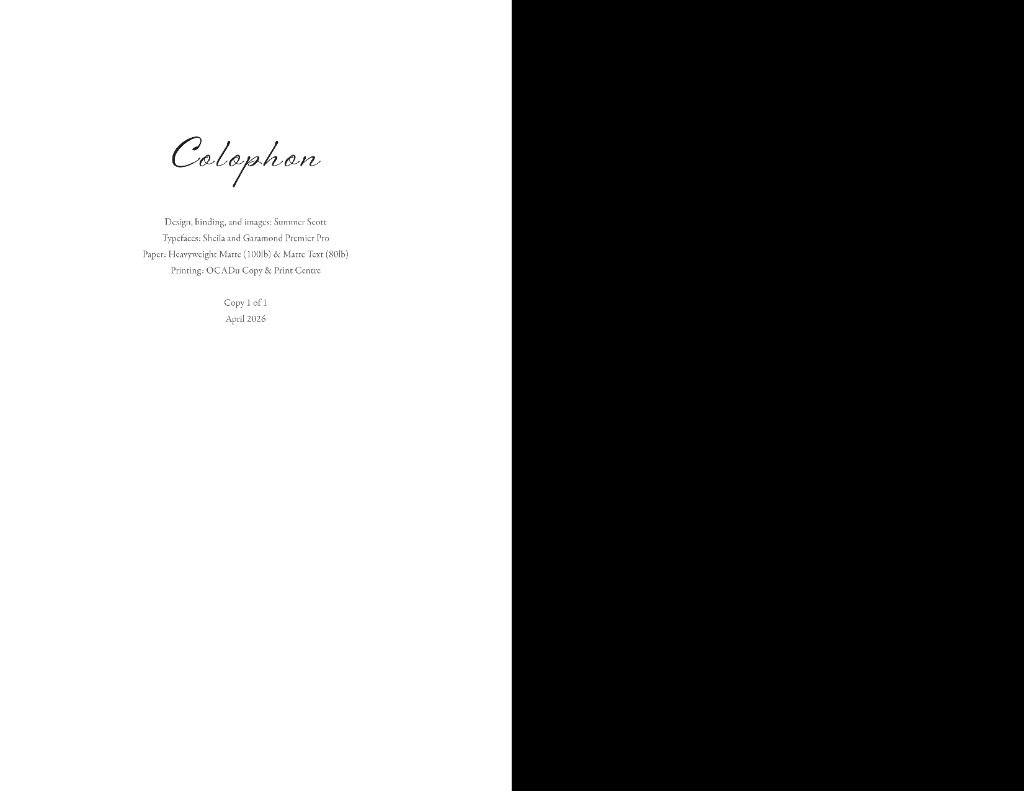 Colophon
Design, binding, and images: Summer Scott
Typefaces: Sheila and Garamond Premier Pro
Paper: Heavyweight Matte (100lb) & Matte Text (80lb)
Printing: OCADu Copy & Print Centre
Copy 1 of 1
April 2026